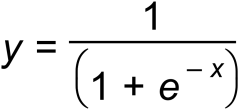 y = 1 / (1 + e^{-x})